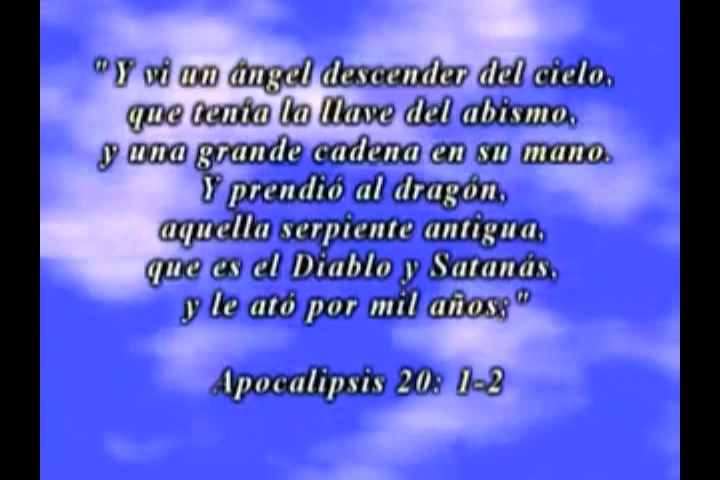 "Y vi un ángel descender del cielo,
que tenía la llave del abismo,
y una grande cadena en su mano.
Y prendió al dragón,
aquella serpiente antigua,
que es el Diablo y Satanás,
y le ató por mil años;"
Apocalipsis 20: 1-2